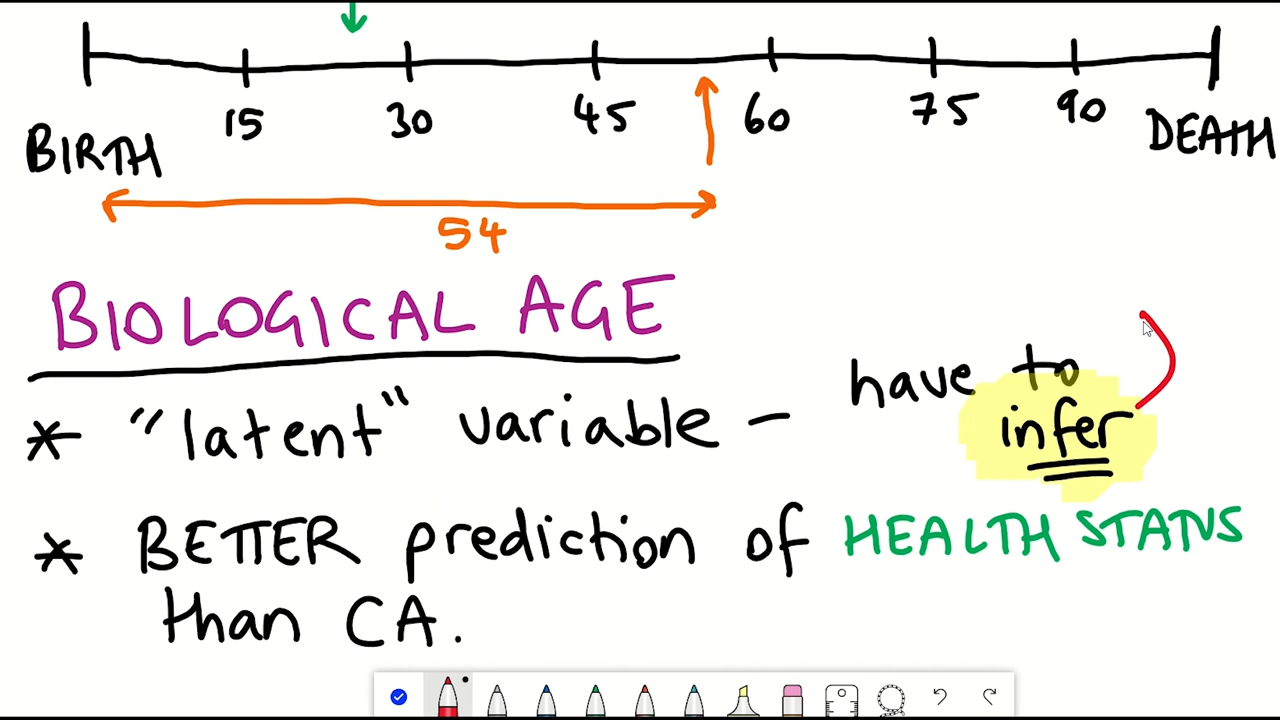 15 30 45 60 75 90
BIRTH DEATH
54
BIOLOGICAL AGE
* "latent" variable - have to
infer
* BETTER prediction of HEALTH STATUS
than CA.